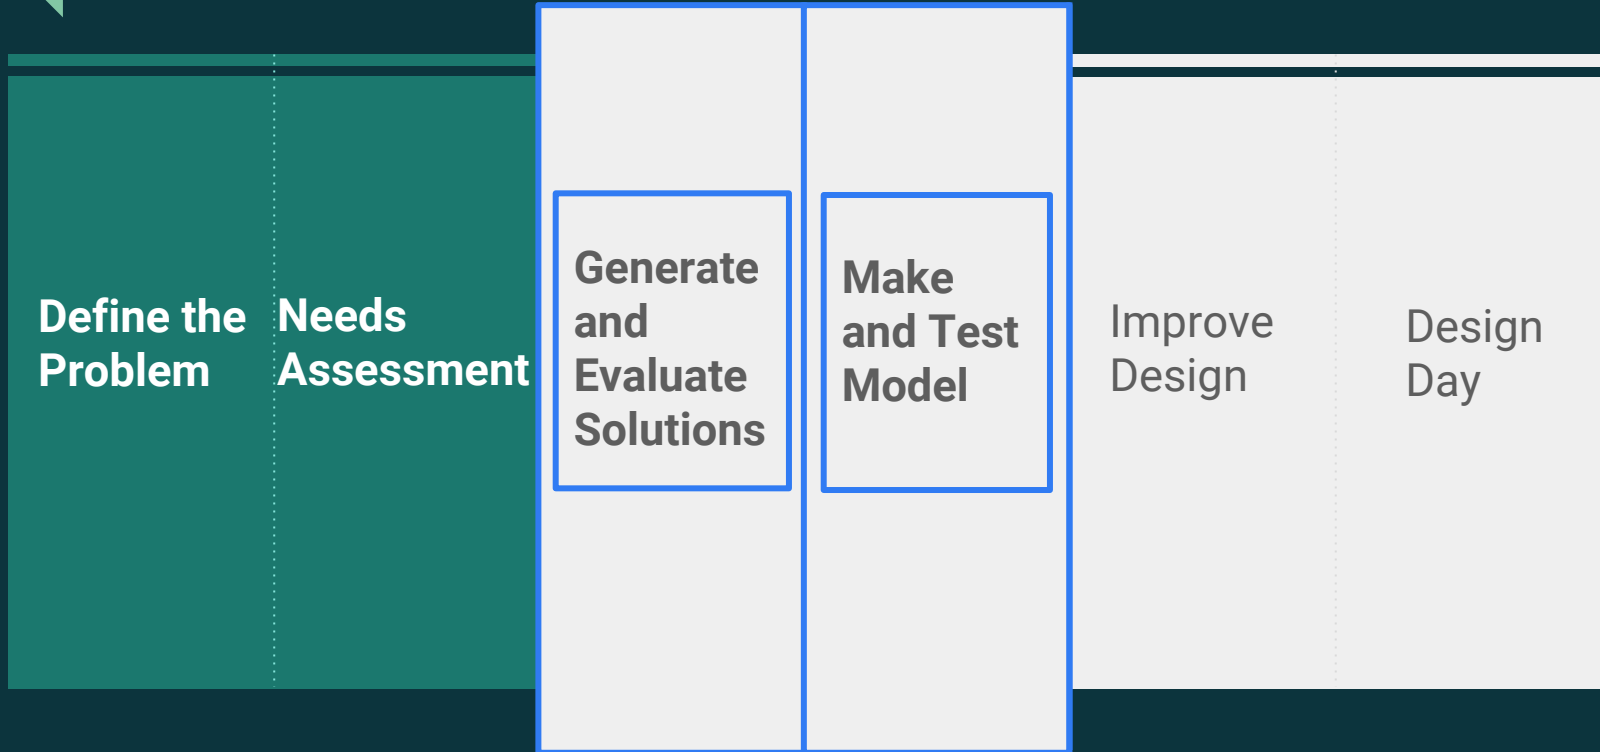 Define the
Problem
Needs
Assessment
Generate
and
Evaluate
Solutions
Make
and Test
Model
Improve
Design
Design
Day